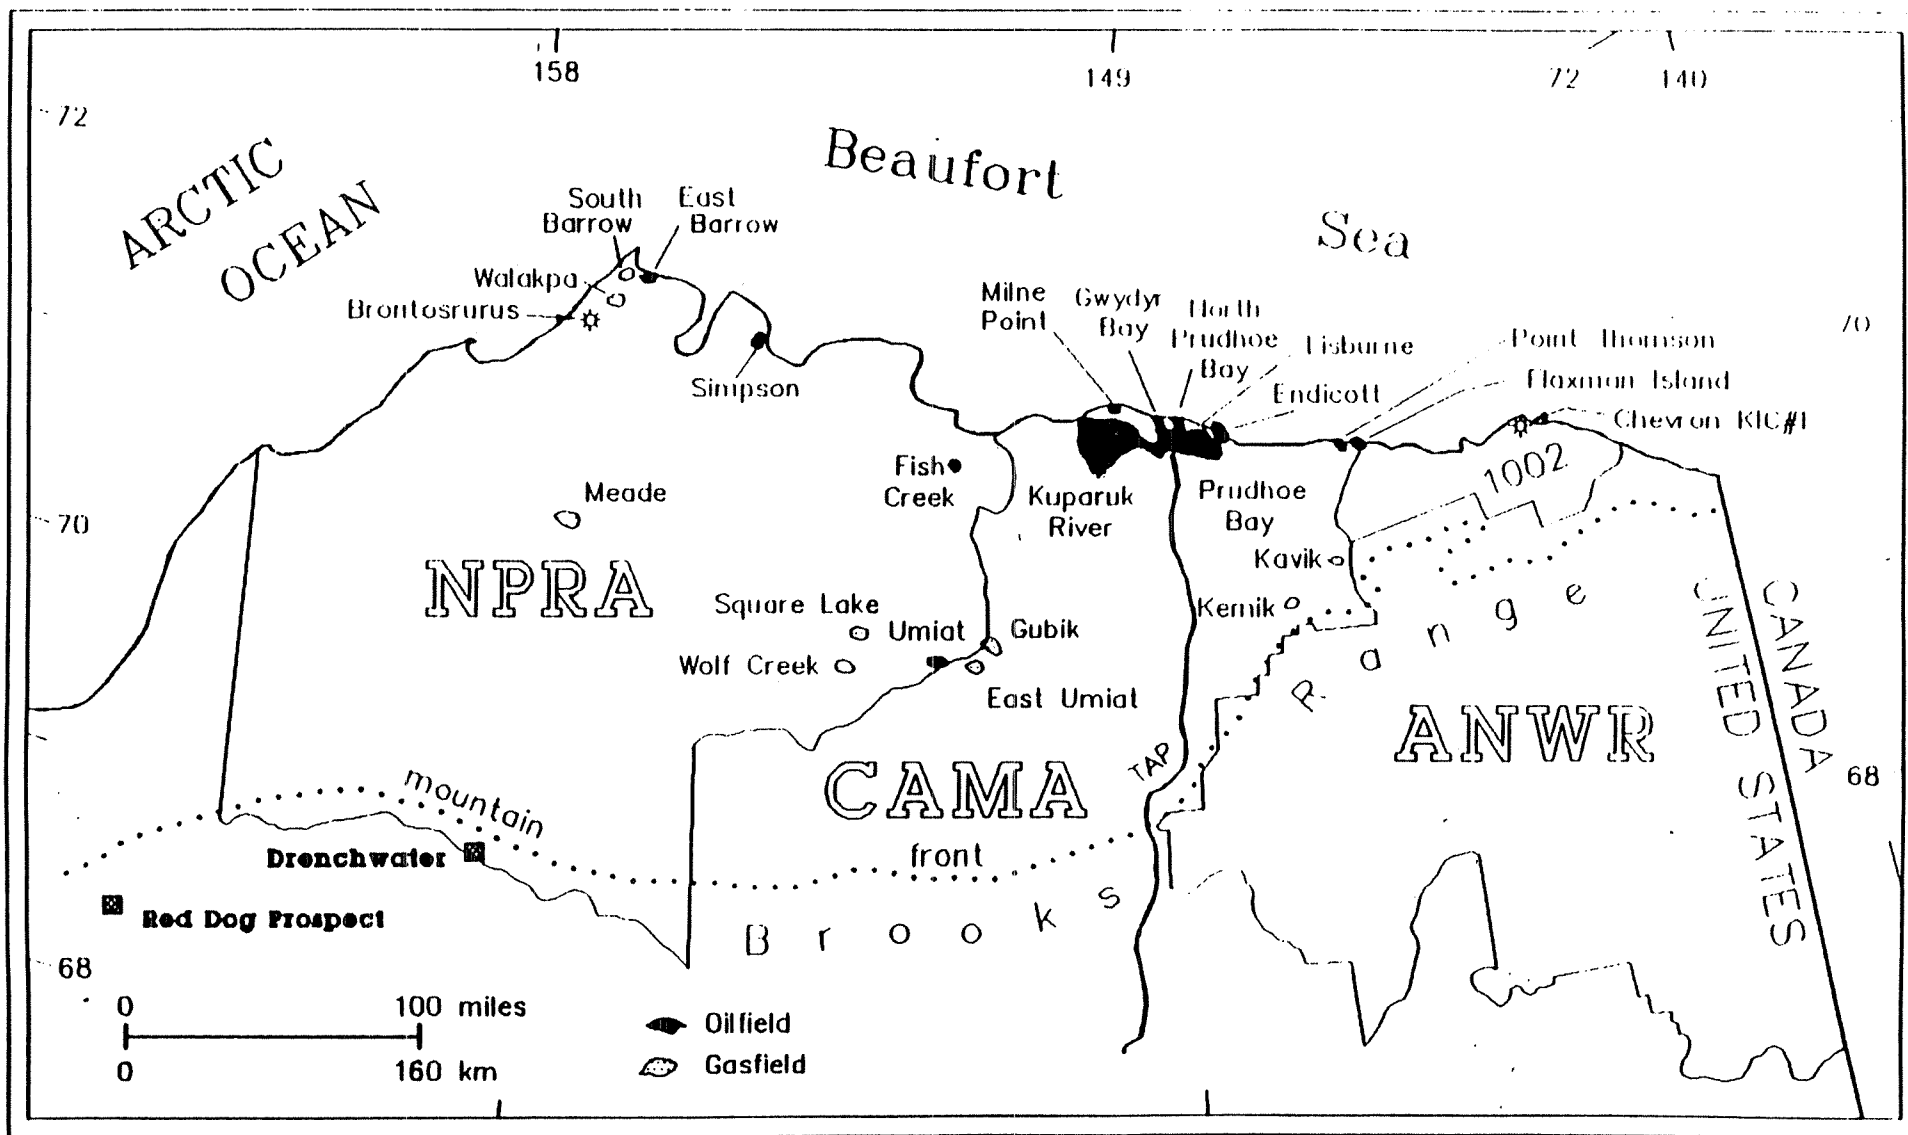 158
149
72
140
72
ARCTIC
OCEAN
Beaufort
Sea
South
Barrow
East
Barrow
Walakpa
Brontosrurus
Simpson
Milne
Point
Gwydyr
Bay
North
Prudhoe
Bay
Lisburne
Endicott
Point Thomson
Flaxman Island
Chevron KIC#1
70
1002
Fish
Creek
Kuparuk
River
Prudhoe
Bay
Kavik
Kemik
Meade
70
NPRA
Square Lake
Umiat
Gubik
Wolf Creek
East Umiat
CAMA
TAP
ANWR
Range
UNITED STATES
CANADA
68
mountain
front
Drenchwater
Red Dog Prospect
Brooks
68
0
100 miles
0
160 km
Oilfield
Gasfield